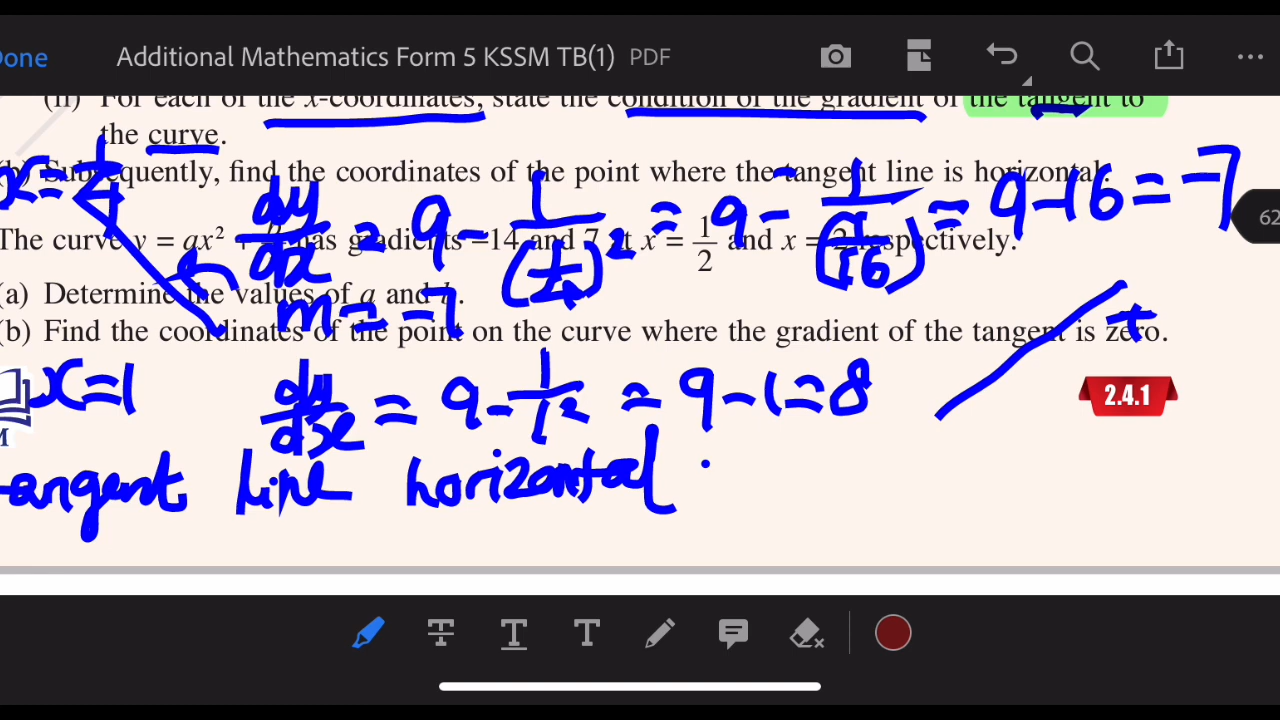 Done Additional Mathematics Form 5 KSSM TB(1) PDF
(ii) For each of the x-coordinates, state the condition of the gradient of the tangent to
the curve.
(b) Subsequently, find the coordinates of the point where the tangent line is horizontal.
x = 1/4
dy/dx = 9 - 1/(1/4)² = 9 - 1/(1/16) = 9 - 16 = -7
62
The curve y = ax² + b has gradients –14 and 7 at x = 1/2 and x = 2 respectively.
(a) Determine the values of a and b.
m = -7
(b) Find the coordinates of the point on the curve where the gradient of the tangent is zero.
+
x = 1 dy/dx = 9 - 1/1² = 9 - 1 = 8
2.4.1
tangent line horizontal